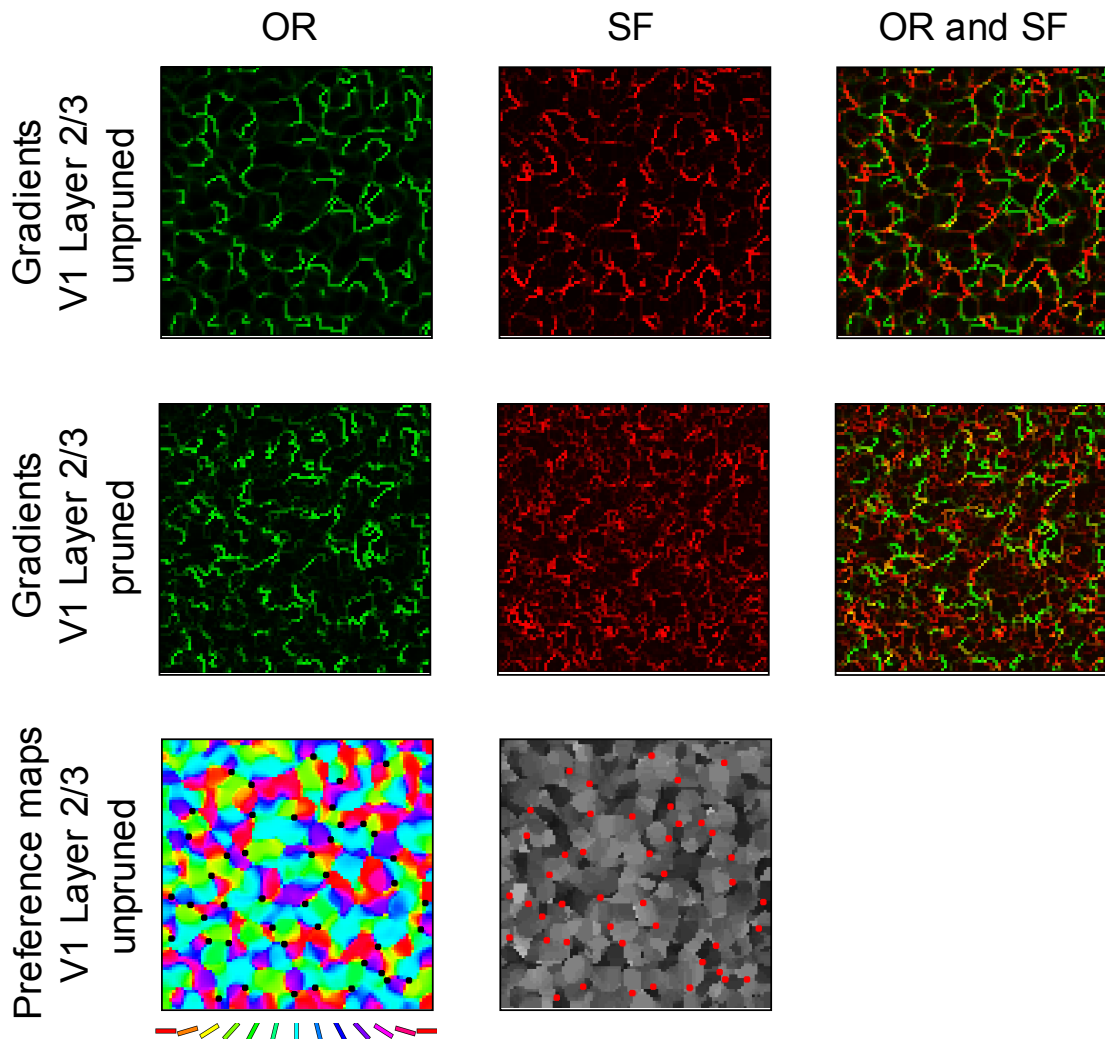 OR
SF
OR and SF
Gradients
V1 Layer 2/3
unpruned
Gradients
V1 Layer 2/3
pruned
Preference maps
V1 Layer 2/3
unpruned